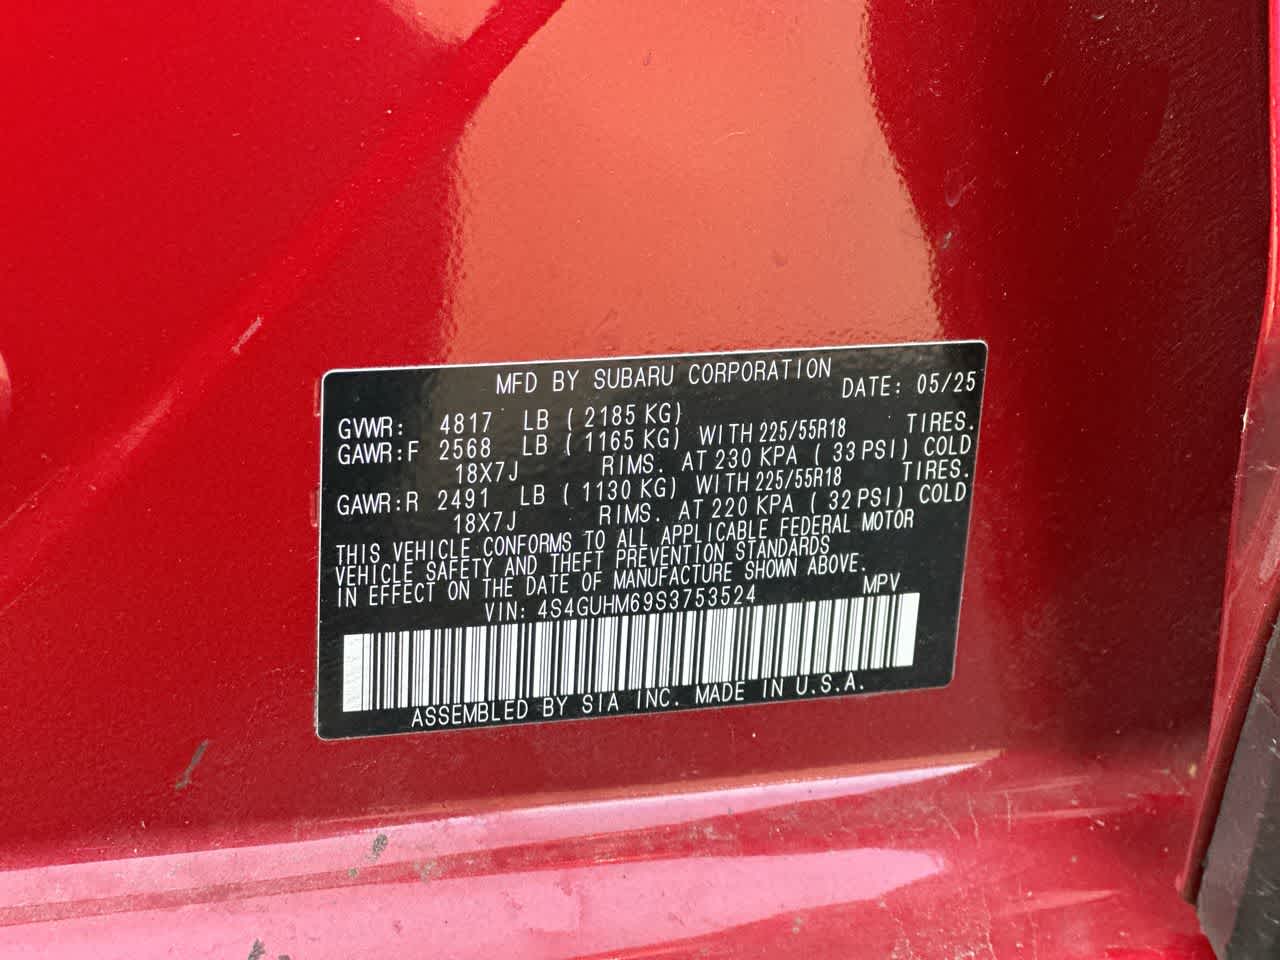 MFD BY SUBARU CORPORATION DATE: 05/25
GVWR: 4817 LB ( 2185 KG)
GAWR:F 2568 LB ( 1165 KG) WITH 225/55R18 TIRES.
18X7J RIMS. AT 230 KPA ( 33 PSI) COLD
GAWR:R 2491 LB ( 1130 KG) WITH 225/55R18 TIRES.
18X7J RIMS. AT 220 KPA ( 32 PSI) COLD
THIS VEHICLE CONFORMS TO ALL APPLICABLE FEDERAL MOTOR
VEHICLE SAFETY AND THEFT PREVENTION STANDARDS
IN EFFECT ON THE DATE OF MANUFACTURE SHOWN ABOVE.
VIN: 4S4GUHM69S3753524 MPV
ASSEMBLED BY SIA INC. MADE IN U.S.A.